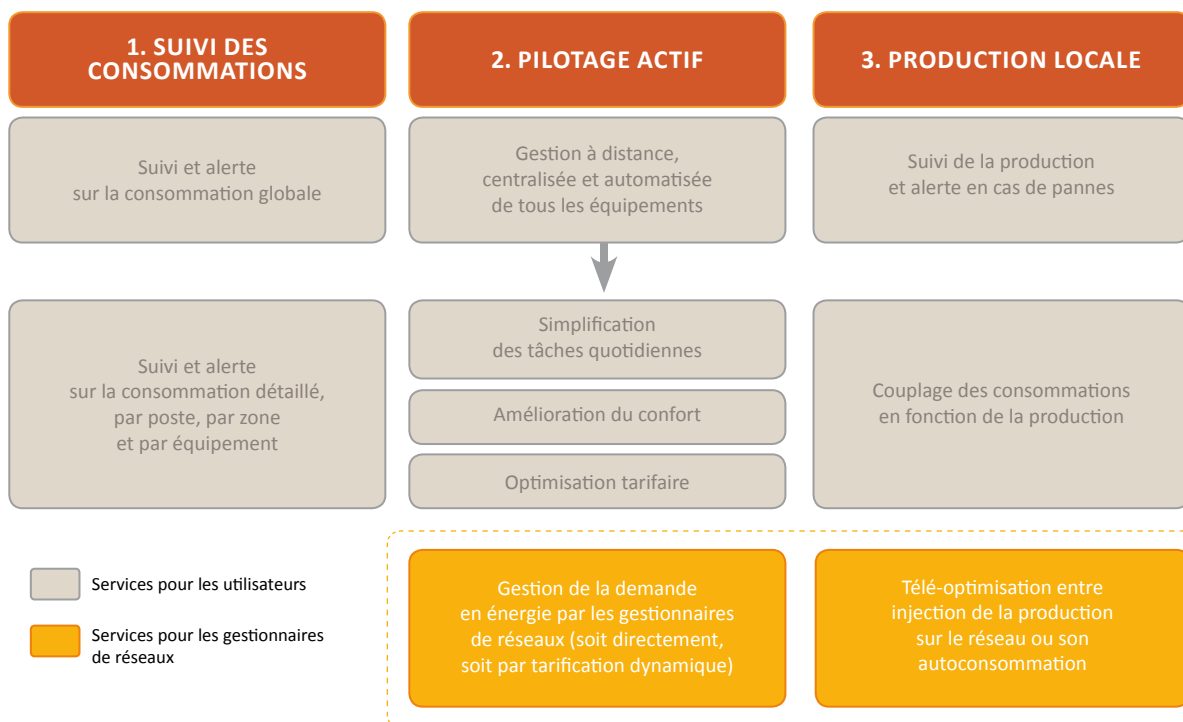 1. SUIVI DES
CONSOMMATIONS
2. PILOTAGE ACTIF
3. PRODUCTION LOCALE
Suivi et alerte
sur la consommation globale
Gestion à distance,
centralisée et automatisée
de tous les équipements
Suivi de la production
et alerte en cas de pannes
Suivi et alerte
sur la consommation détaillé,
par poste, par zone
et par équipement
Simplification
des tâches quotidiennes
Amélioration du confort
Optimisation tarifaire
Couplage des consommations
en fonction de la production
Services pour les utilisateurs
Services pour les gestionnaires
de réseaux
Gestion de la demande
en énergie par les gestionnaires
de réseaux (soit directement,
soit par tarification dynamique)
Télé-optimisation entre
injection de la production
sur le réseau ou son
autoconsommation